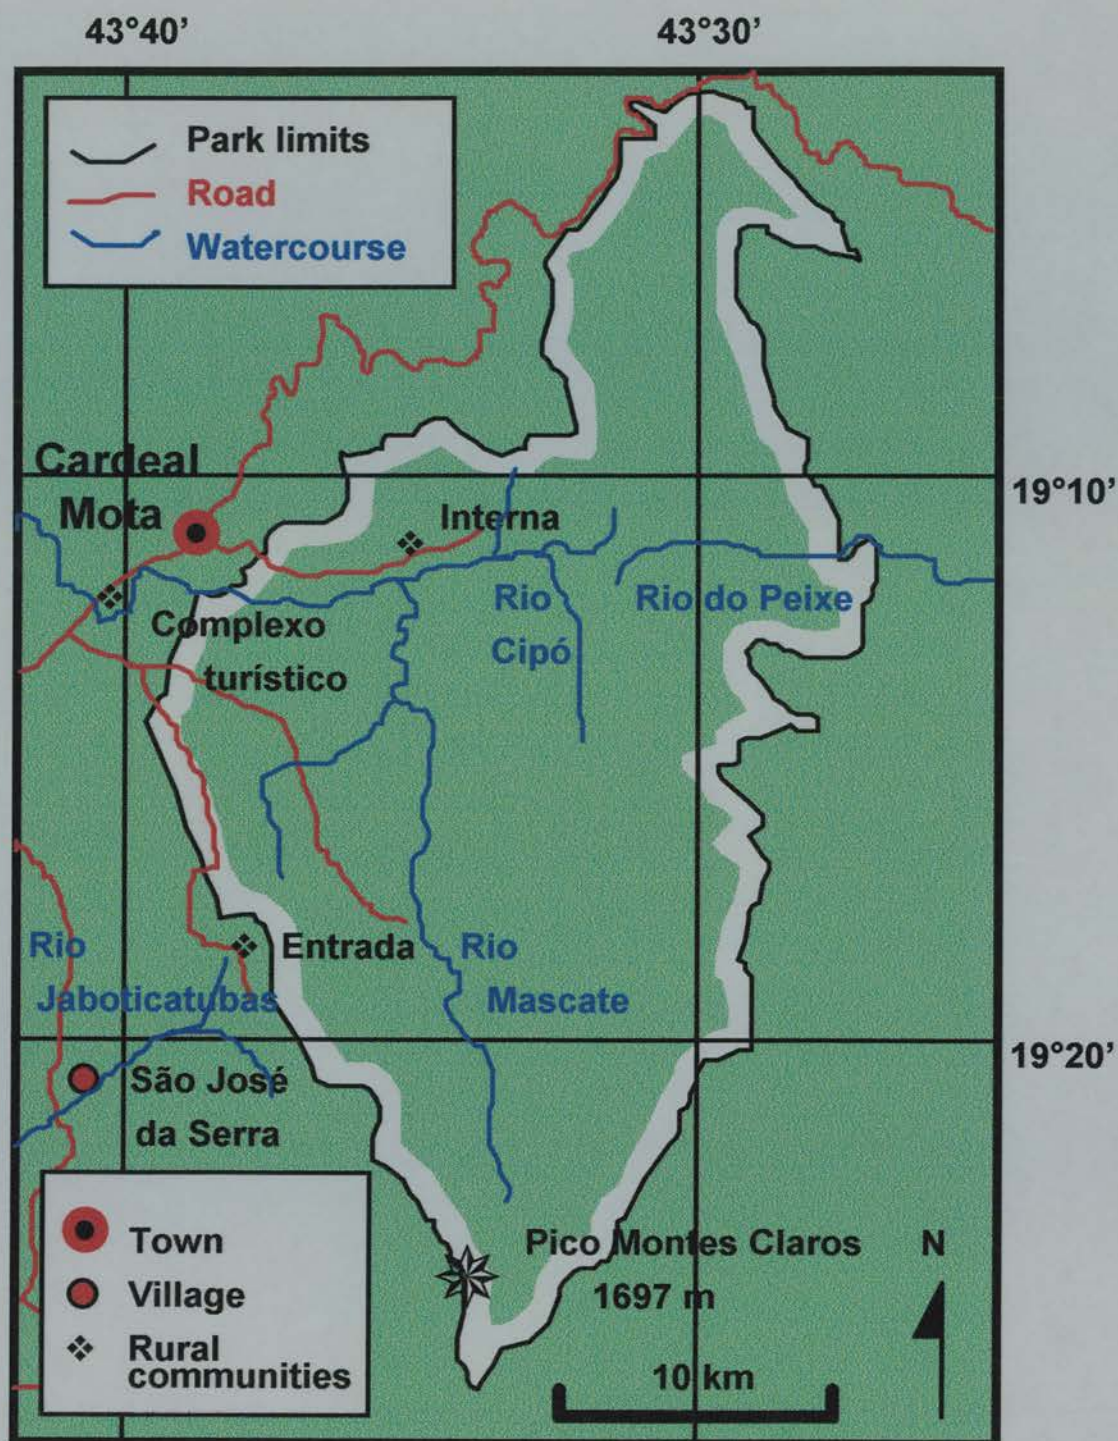 43°40’
43°30’
Park limits
Road
Watercourse
Cardeal
Mota
19°10’
Interna
Rio
Cipó
Rio do Peixe
Complexo
turístico
Entrada
Rio
Mascate
Rio
Jaboticatubas
19°20’
São José
da Serra
Town
Village
Rural
communities
Pico Montes Claros
1697 m
N
10 km